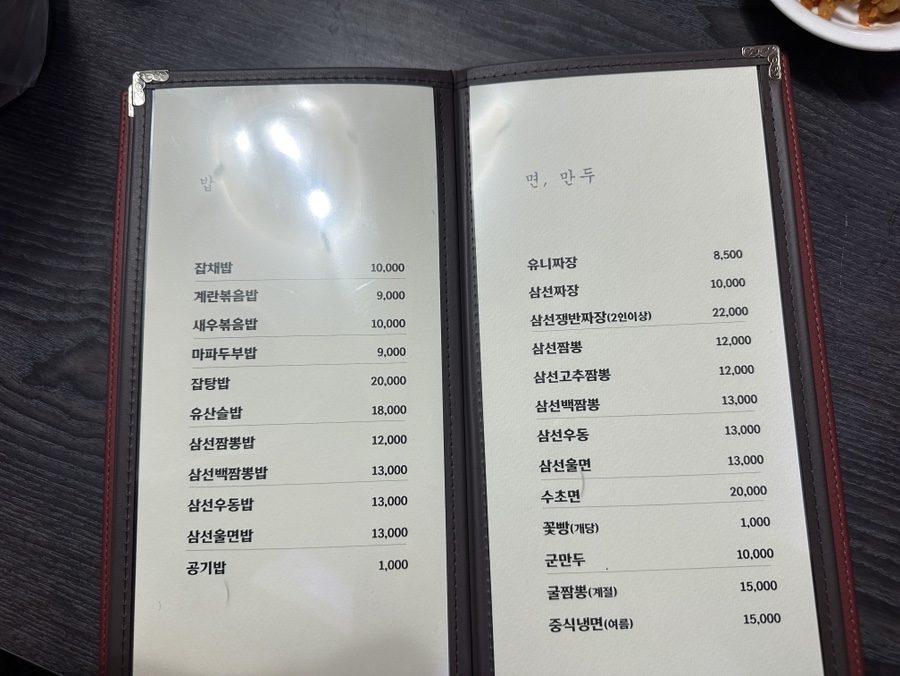 밥
잡채밥 10,000
계란볶음밥 9,000
새우볶음밥 10,000
마파두부밥 9,000
잡탕밥 20,000
유산슬밥 18,000
삼선짬뽕밥 12,000
삼선백짬뽕밥 13,000
삼선우동밥 13,000
삼선울면밥 13,000
공기밥 1,000
면, 만두
유니짜장 8,500
삼선짜장 10,000
삼선쟁반짜장(2인이상) 22,000
삼선짬뽕 12,000
삼선고추짬뽕 12,000
삼선백짬뽕 13,000
삼선우동 13,000
삼선울면 13,000
수초면 20,000
꽃빵(개당) 1,000
군만두 10,000
굴짬뽕(계절) 15,000
중식냉면(여름) 15,000